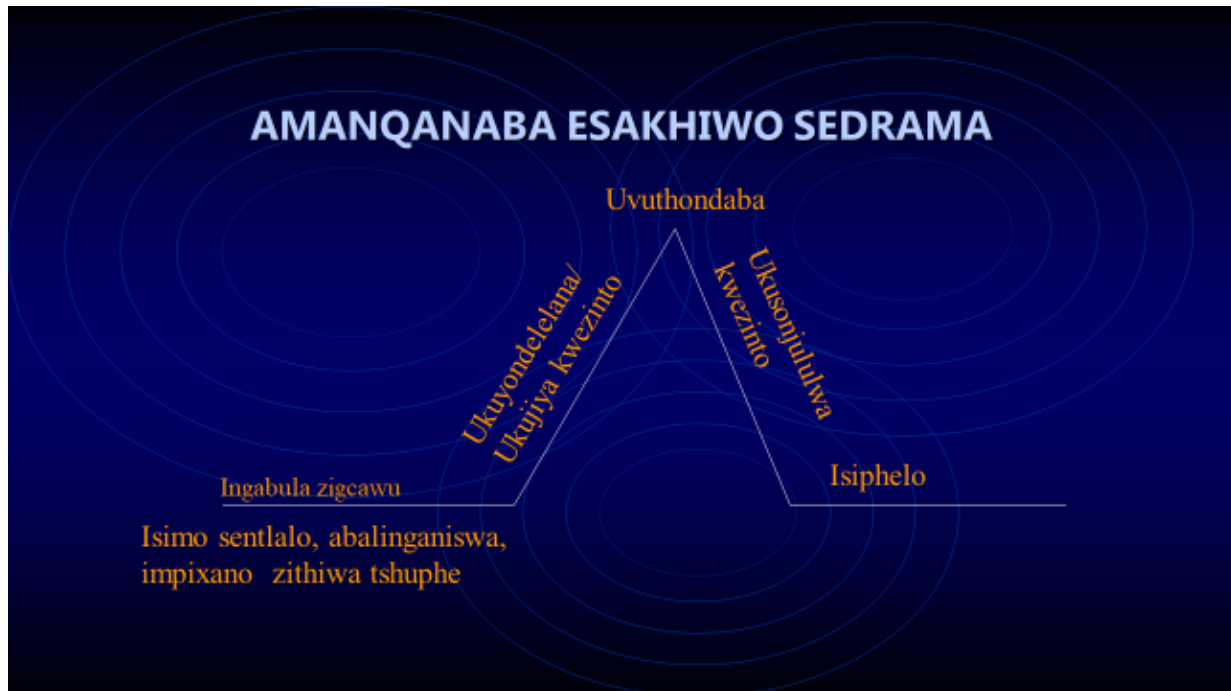 AMANQANABA ESAKHIWO SEDRAMA
Uvuthondaba
Ukuyondelelana/
Ukujiya kwezinto
Ukusonjululwa
kwezinto
Ingabula zigcawu
Isiphelo
Isimo sentlalo, abalinganiswa,
impixano zithiwa tshuphe